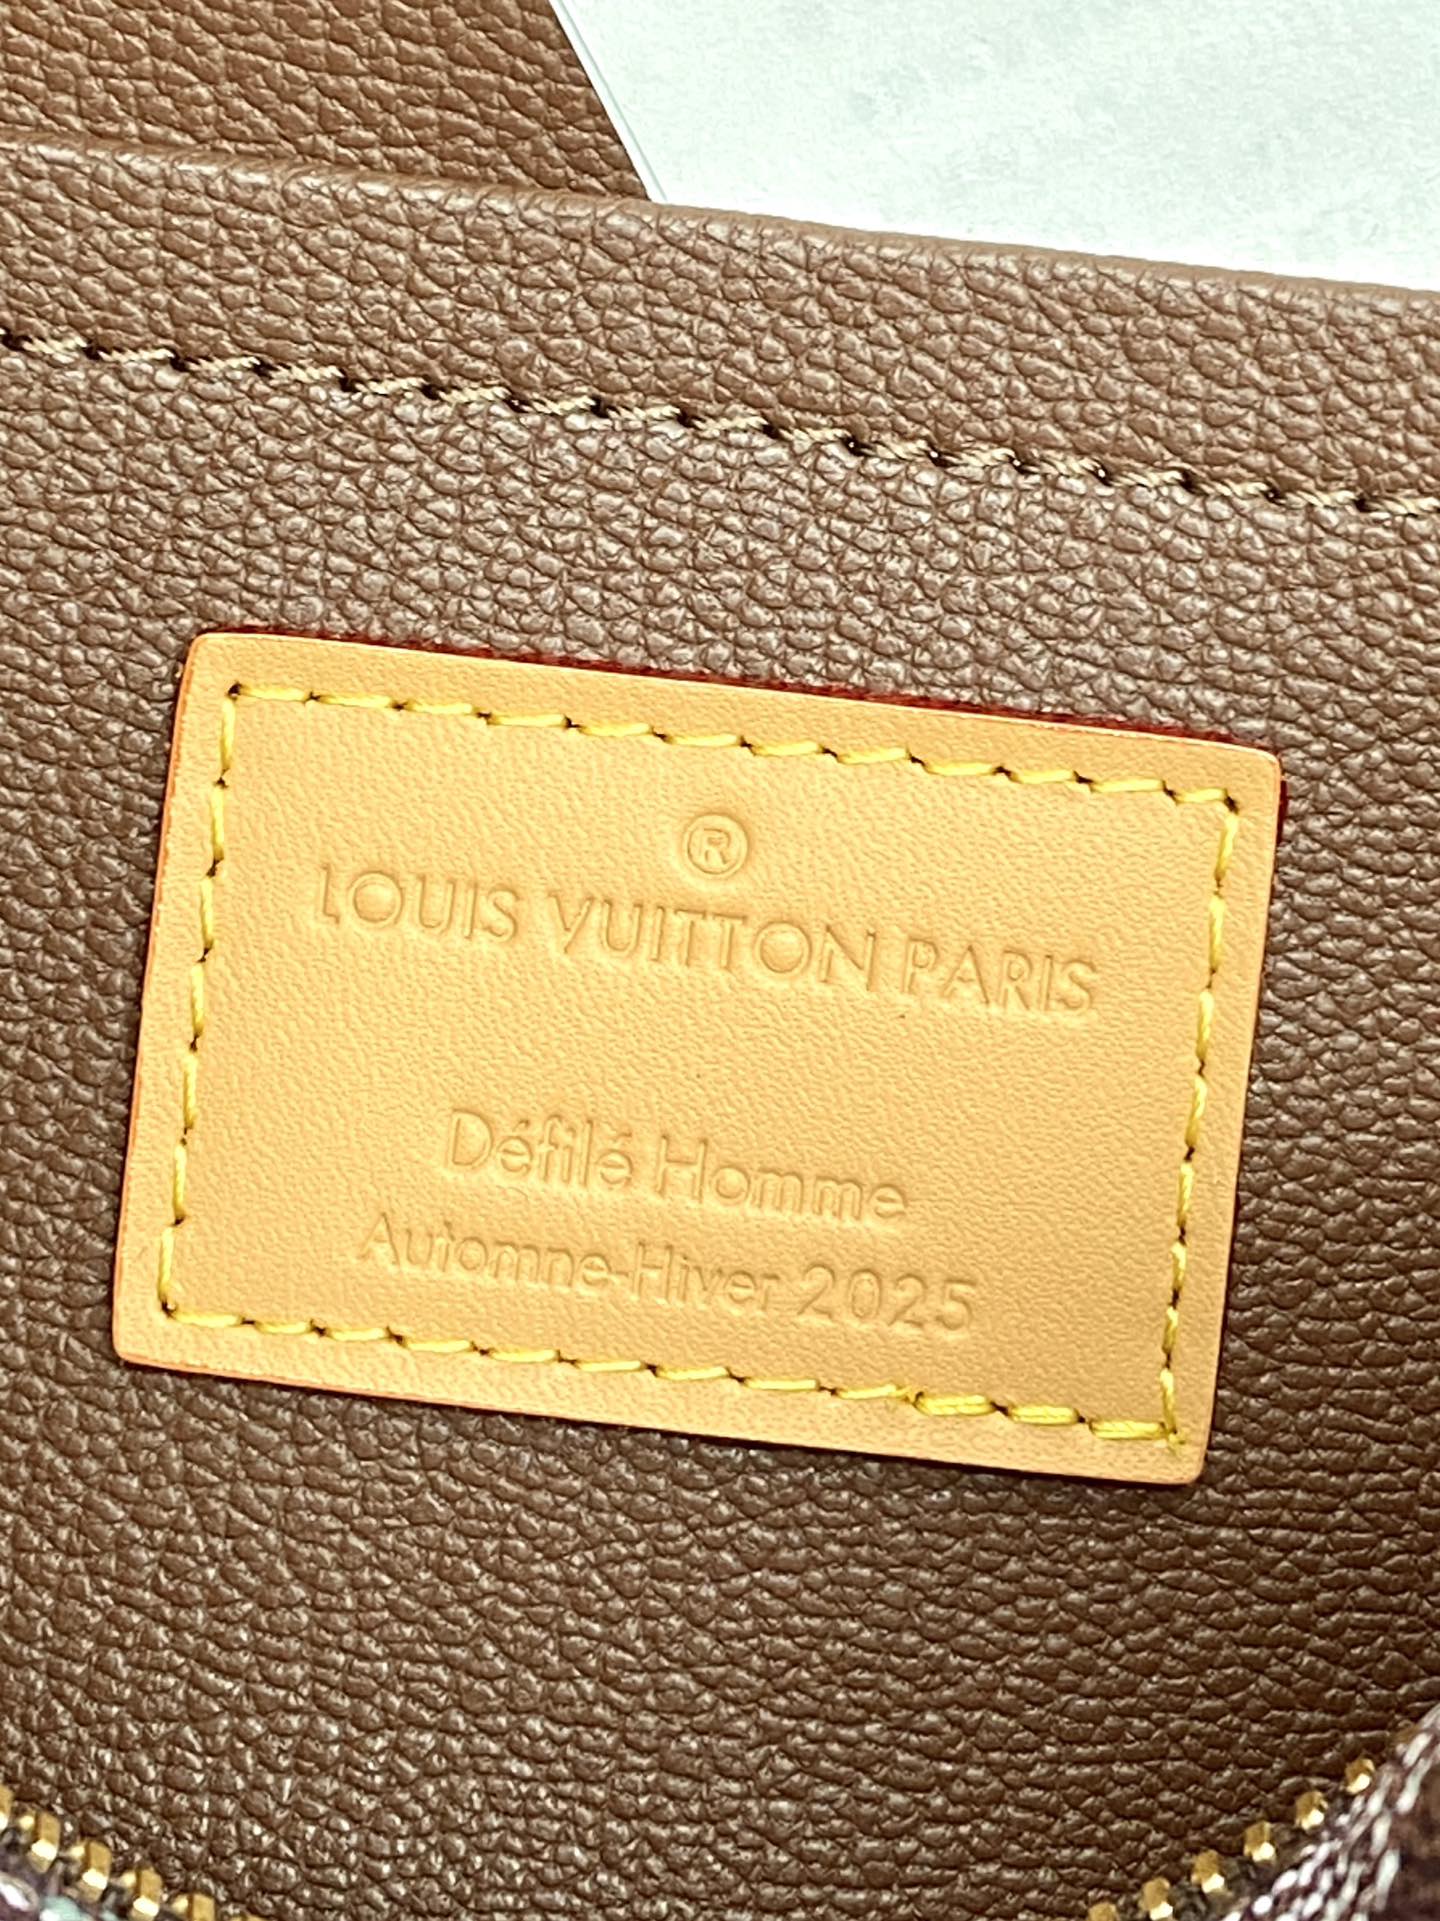 ®
LOUIS VUITTON PARIS
Défilé Homme
Automne-Hiver 2025